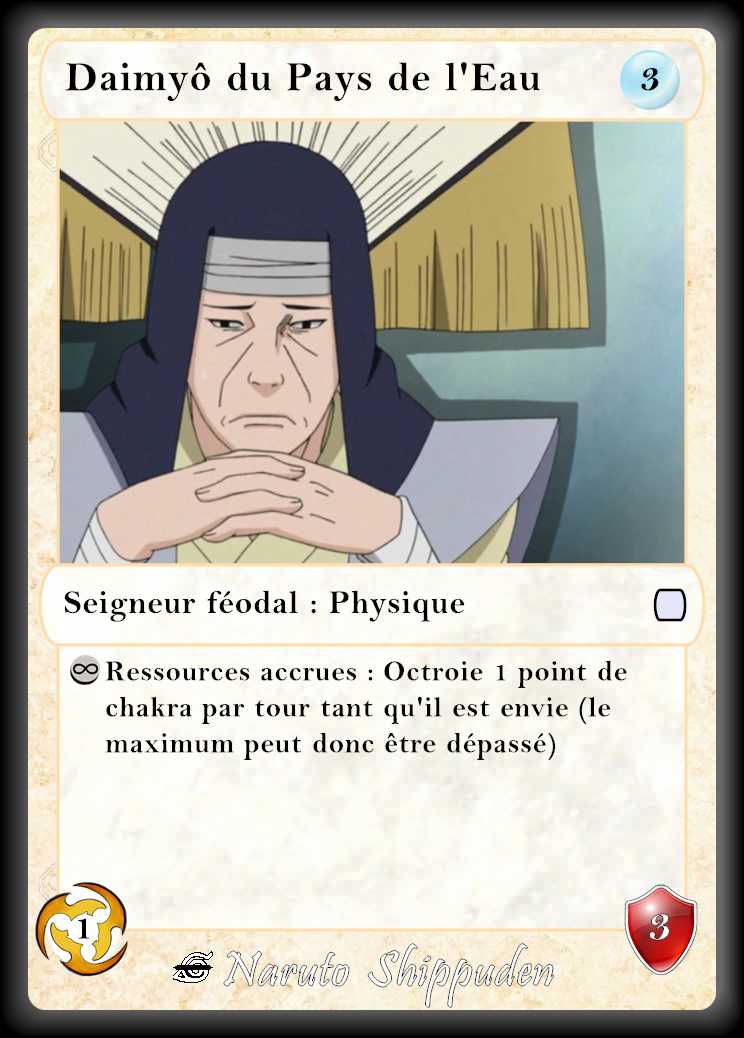 Daimyô du Pays de l'Eau
3
Seigneur féodal : Physique
Ressources accrues : Octroie 1 point de
chakra par tour tant qu'il est envie (le
maximum peut donc être dépassé)
1
3
Naruto Shippuden